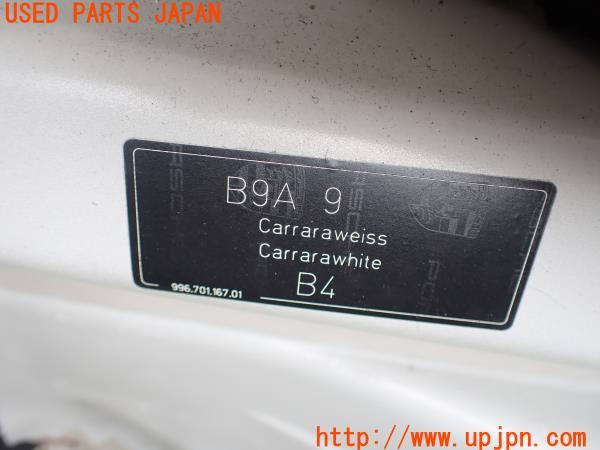 USED PARTS JAPAN
B9A 9
Carraraweiss
Carrarawhite
B4
996.701.167.01
http://www.upjpn.com/